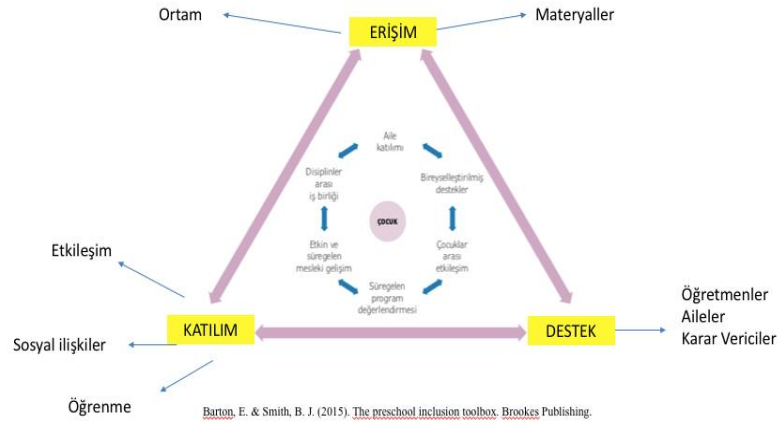 Ortam
ERİŞİM
Materyaller
Aile
katılımı
Disiplinler
arası
iş birliği
Bireyselleştirilmiş
destekler
ÇOCUK
Etkin ve
süregelen
mesleki gelişim
Çocuklar
arası
etkileşim
Süregelen
program
değerlendirmesi
Etkileşim
KATILIM
DESTEK
Öğretmenler
Aileler
Karar Vericiler
Sosyal ilişkiler
Öğrenme
Barton, E. & Smith, B. J. (2015). The preschool inclusion toolbox. Brookes Publishing.